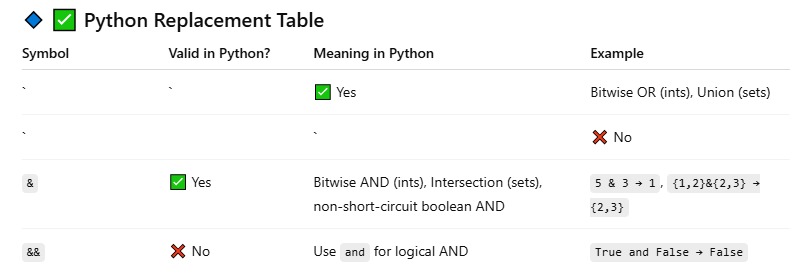 🔷 ✅ Python Replacement Table
Symbol Valid in Python? Meaning in Python Example
` ` ✅ Yes Bitwise OR (ints), Union (sets)
` ` ❌ No
& ✅ Yes Bitwise AND (ints), Intersection (sets), 5 & 3 → 1, {1,2}&{2,3} →
non-short-circuit boolean AND {2,3}
&& ❌ No Use and for logical AND True and False → False